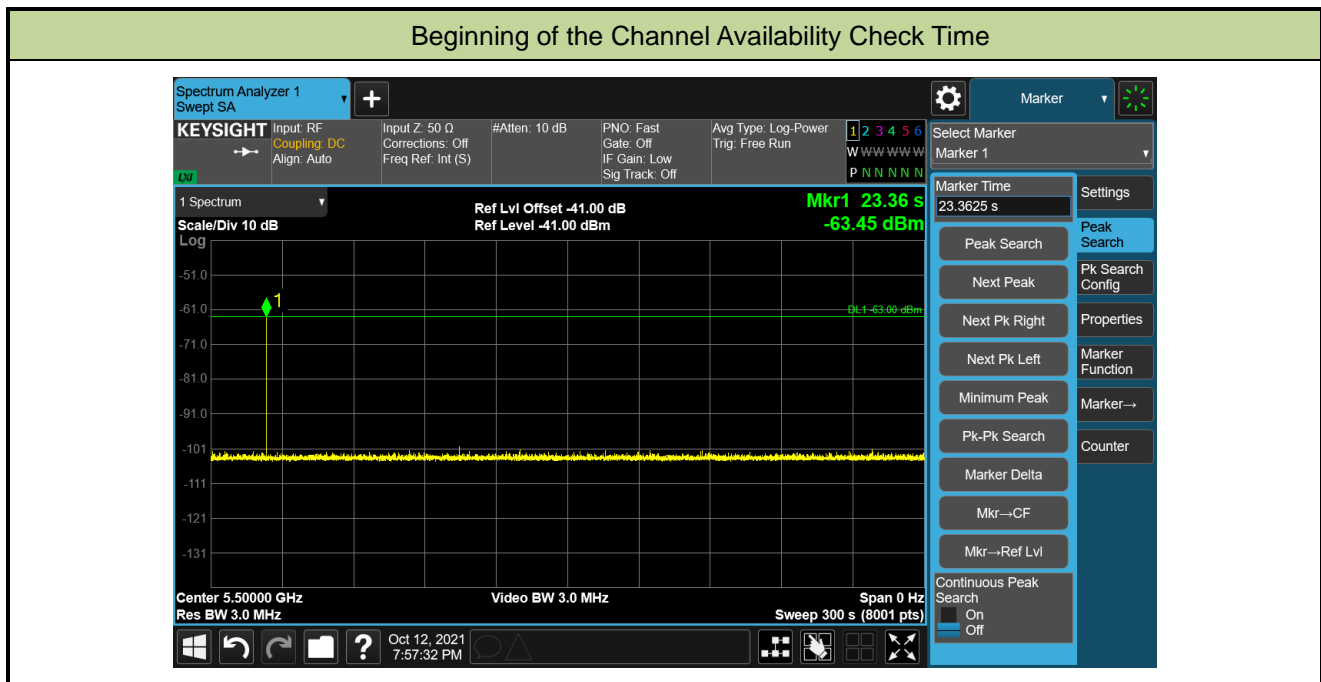 Beginning of the Channel Availability Check Time
Spectrum Analyzer 1
Swept SA
+
Marker
KEYSIGHT
LXI
Input: RF
Coupling: DC
Align: Auto
Input Z: 50 Ω
Corrections: Off
Freq Ref: Int (S)
#Atten: 10 dB
PNO: Fast
Gate: Off
IF Gain: Low
Sig Track: Off
Avg Type: Log-Power
Trig: Free Run
1 2 3 4 5 6
W W W W W W
P N N N N N
Select Marker
Marker 1
1 Spectrum
Scale/Div 10 dB
Log
Ref Lvl Offset -41.00 dB
Ref Level -41.00 dBm
Mkr1 23.36 s
-63.45 dBm
-51.0
-61.0
-71.0
-81.0
-91.0
-101
-111
-121
-131
1
DL1 -63.00 dBm
Center 5.50000 GHz
Res BW 3.0 MHz
Video BW 3.0 MHz
Span 0 Hz
Sweep 300 s (8001 pts)
Marker Time
23.3625 s
Peak Search
Next Peak
Next Pk Right
Next Pk Left
Minimum Peak
Pk-Pk Search
Marker Delta
Mkr→CF
Mkr→Ref Lvl
Continuous Peak
Search
On
Off
Settings
Peak
Search
Pk Search
Config
Properties
Marker
Function
Marker→
Counter
?
Oct 12, 2021
7:57:32 PM